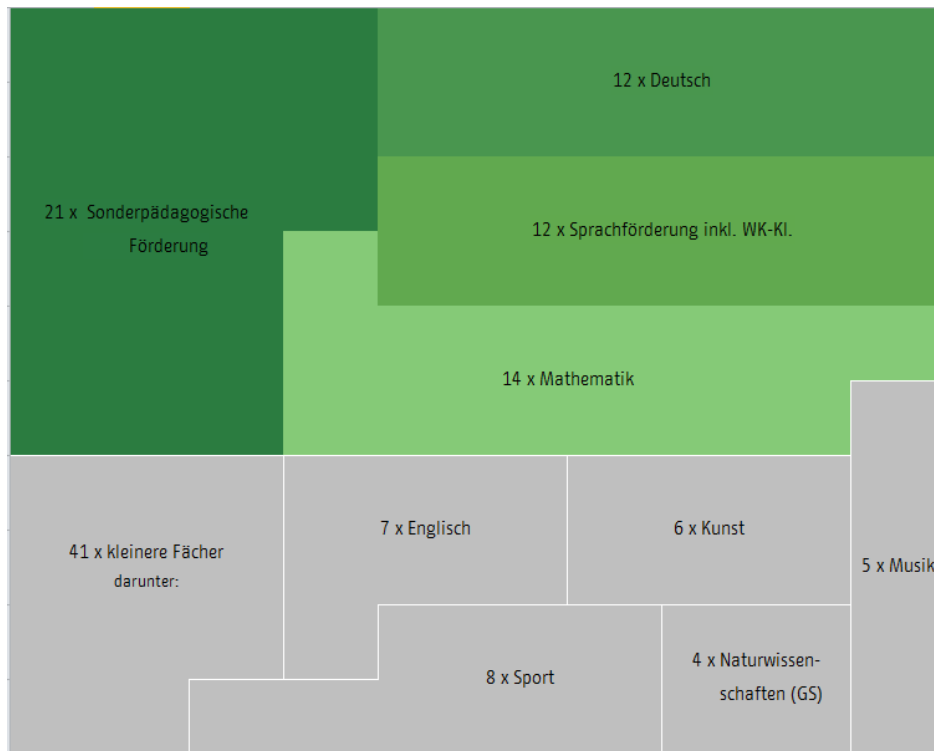 12 x Deutsch
21 x Sonderpädagogische
Förderung
12 x Sprachförderung inkl. WK-Kl.
14 x Mathematik
41 x kleinere Fächer
darunter:
7 x Englisch
6 x Kunst
5 x Musik
8 x Sport
4 x Naturwissen-
schaften (GS)